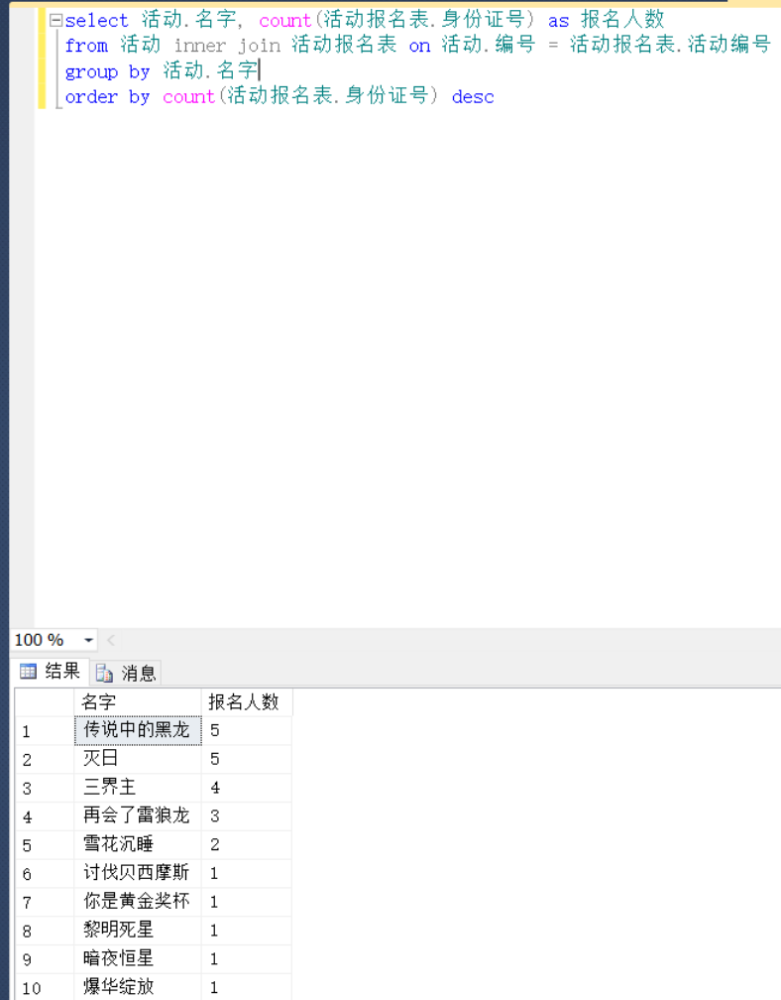 select 活动.名字, count(活动报名表.身份证号) as 报名人数
from 活动 inner join 活动报名表 on 活动.编号 = 活动报名表.活动编号
group by 活动.名字
order by count(活动报名表.身份证号) desc
100 %
结果 消息
名字 报名人数
1 传说中的黑龙 5
2 灭日 5
3 三界主 4
4 再会了雷狼龙 3
5 雪花沉睡 2
6 讨伐贝西摩斯 1
7 你是黄金奖杯 1
8 黎明死星 1
9 暗夜恒星 1
10 爆华绽放 1